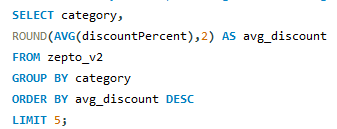 SELECT category,
ROUND(AVG(discountPercent),2) AS avg_discount
FROM zepto_v2
GROUP BY category
ORDER BY avg_discount DESC
LIMIT 5;